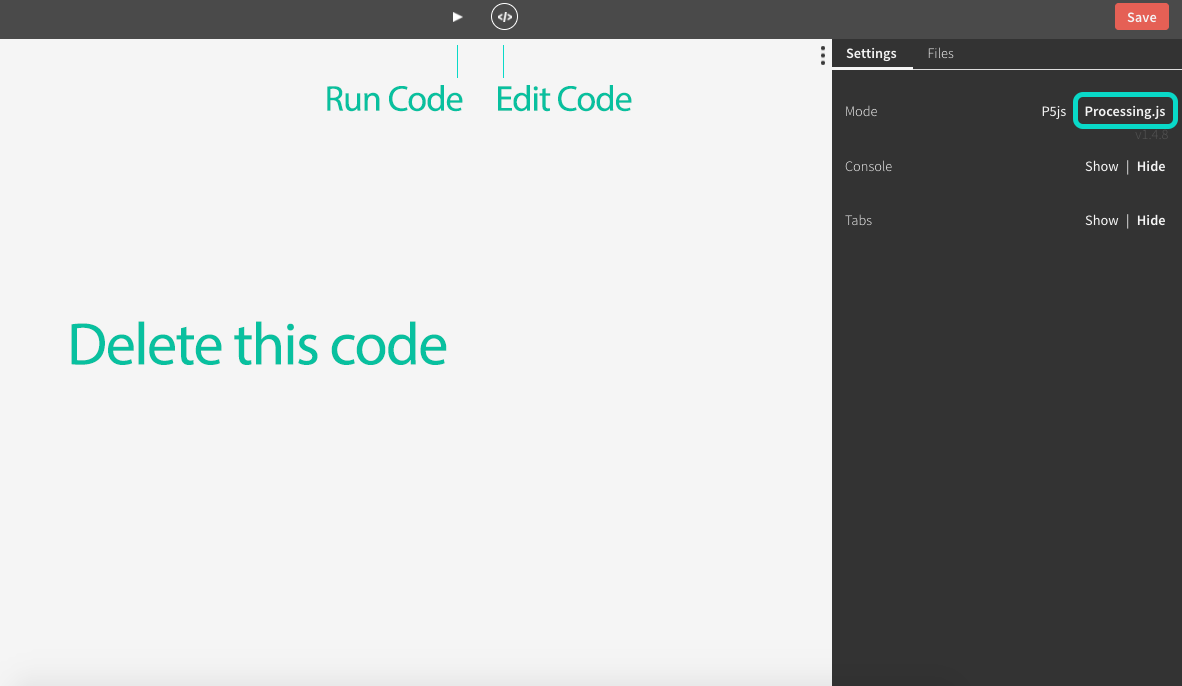 </>
Save
Settings Files
Run Code Edit Code
Mode P5js Processing.js
v1.4.8
Console Show | Hide
Tabs Show | Hide
Delete this code